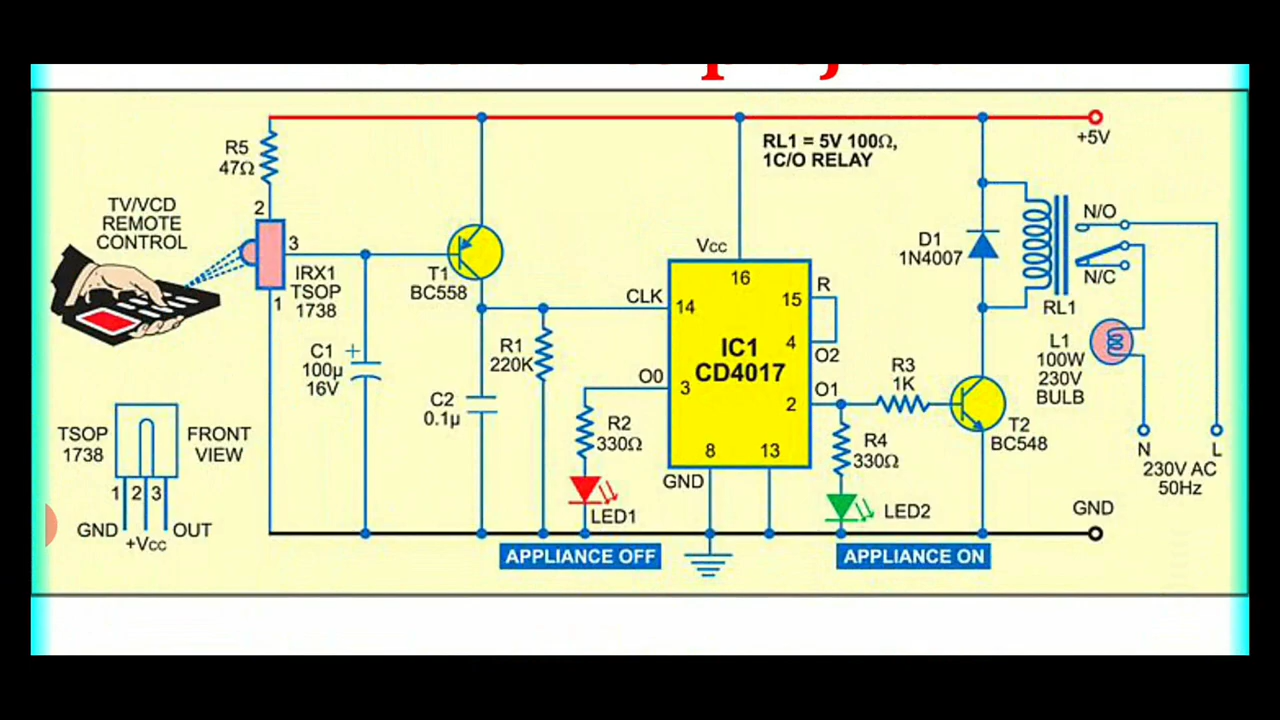 +5V
RL1 = 5V 100Ω,
1C/O RELAY
R5
47Ω
TV/VCD
REMOTE
CONTROL
2
3
1
IRX1
TSOP
1738
T1
BC558
C1
100µ
16V
+
C2
0.1µ
R1
220K
CLK
O0
R2
330Ω
LED1
APPLIANCE OFF
Vcc
16
14
15
R
4
O2
3
IC1
CD4017
2
O1
8
13
GND
R3
1K
R4
330Ω
LED2
APPLIANCE ON
D1
1N4007
T2
BC548
N/O
N/C
RL1
L1
100W
230V
BULB
N
L
230V AC
50Hz
GND
TSOP
1738
FRONT
VIEW
1 2 3
GND
+Vcc
OUT